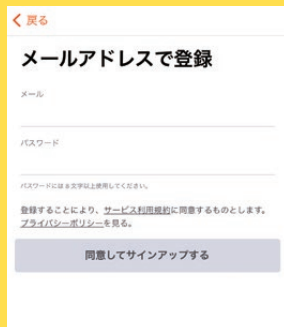 戻る
メールアドレスで登録
メール
パスワード
パスワードには8文字以上使用してください。
登録することにより、サービス利用規約に同意するものとします。
プライバシーポリシーを見る。
同意してサインアップする